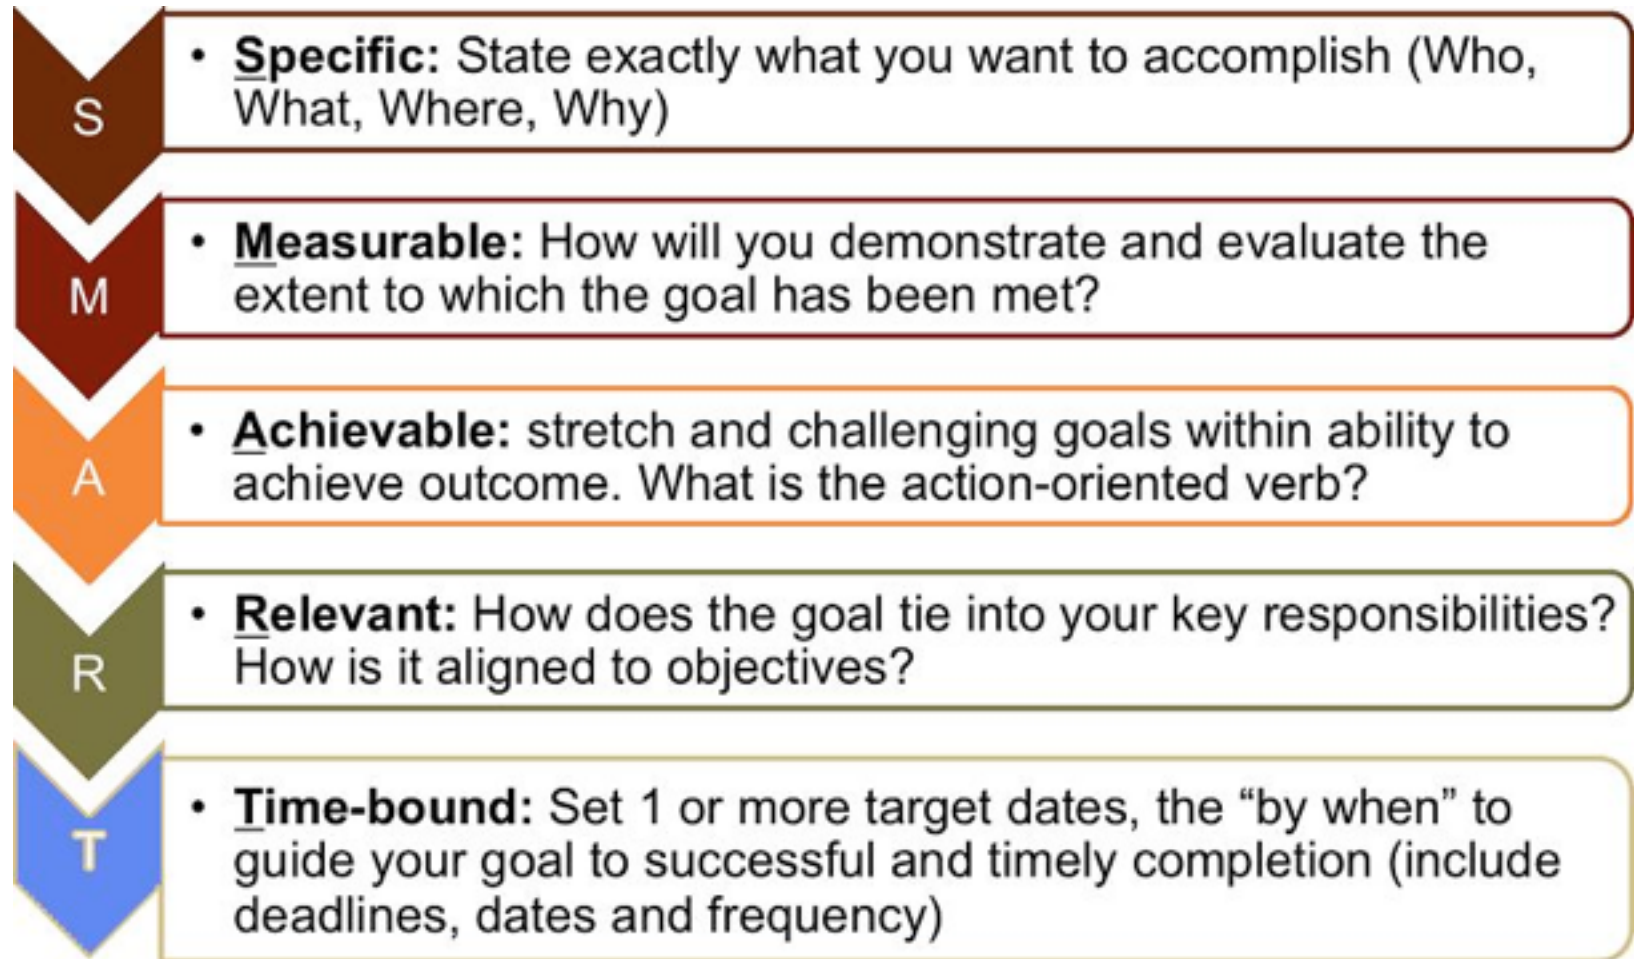 S
• Specific: State exactly what you want to accomplish (Who,
What, Where, Why)
M
• Measurable: How will you demonstrate and evaluate the
extent to which the goal has been met?
A
• Achievable: stretch and challenging goals within ability to
achieve outcome. What is the action-oriented verb?
R
• Relevant: How does the goal tie into your key responsibilities?
How is it aligned to objectives?
T
• Time-bound: Set 1 or more target dates, the “by when” to
guide your goal to successful and timely completion (include
deadlines, dates and frequency)